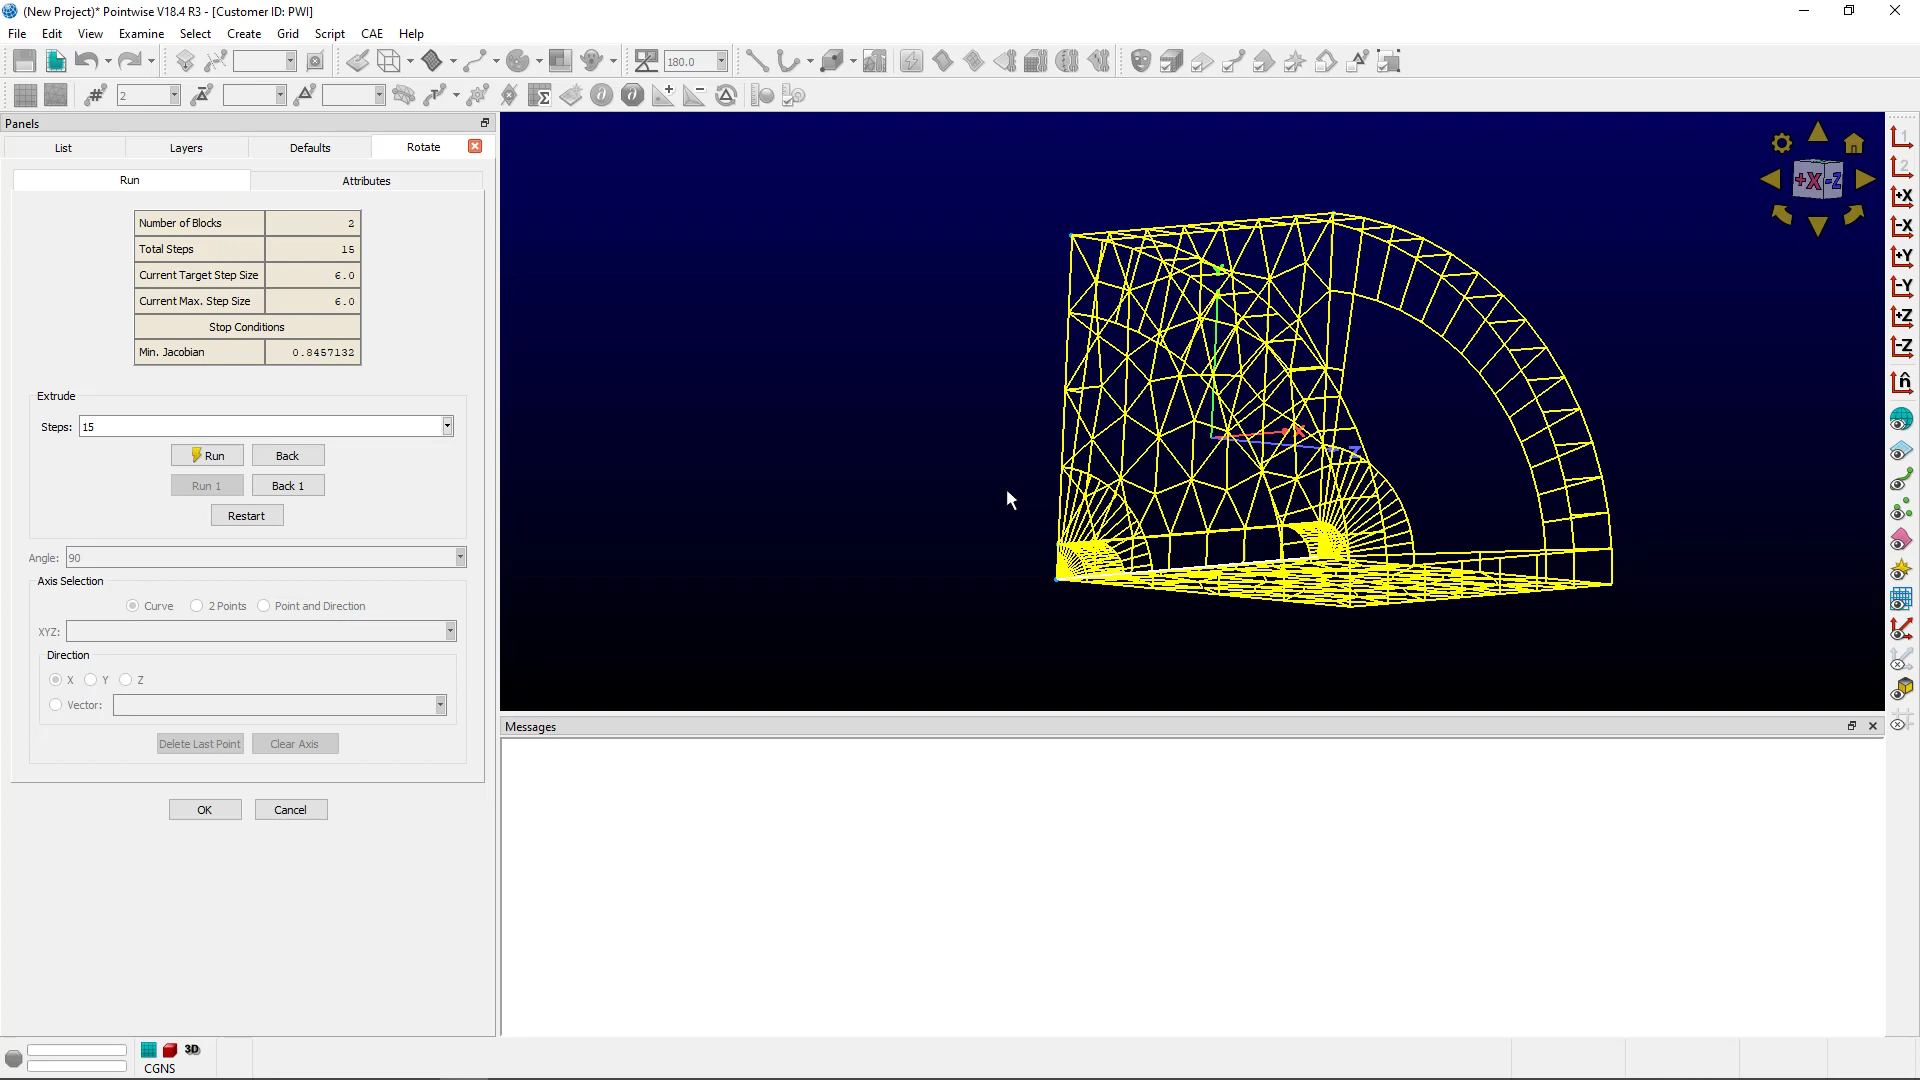 (New Project)* Pointwise V18.4 R3 - [Customer ID: PWI]
File Edit View Examine Select Create Grid Script CAE Help
180.0
2
Panels
List Layers Defaults Rotate
Run Attributes
Number of Blocks 2
Total Steps 15
Current Target Step Size 6.0
Current Max. Step Size 6.0
Stop Conditions
Min. Jacobian 0.8457132
Extrude
Steps: 15
Run Back
Run 1 Back 1
Restart
Angle: 90
Axis Selection
Curve 2 Points Point and Direction
XYZ:
Direction
X Y Z
Vector:
Delete Last Point Clear Axis
OK Cancel
Y
X
Z
+X -Z
1
2
+X
-X
+Y
-Y
+Z
-Z
n̂
Messages
3D
CGNS